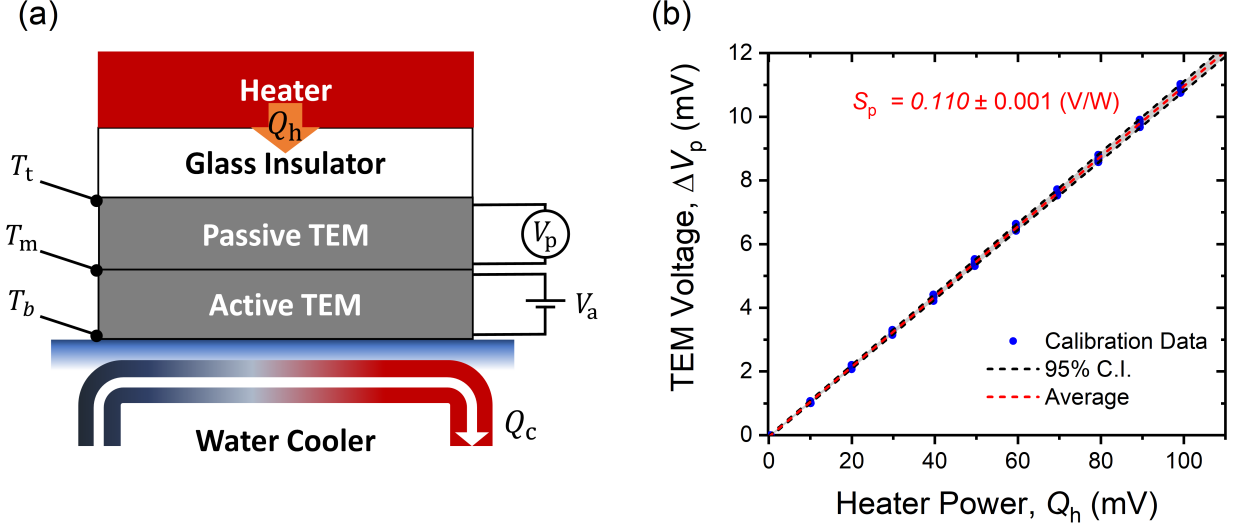 (a)
Heater
Qh
Glass Insulator
Tt
Passive TEM
Vp
Tm
Active TEM
Va
Tb
Water Cooler
Qc
(b)
TEM Voltage, ΔVp (mV)
12
10
8
6
4
2
0
Sp = 0.110 ± 0.001 (V/W)
Calibration Data
95% C.I.
Average
0 20 40 60 80 100
Heater Power, Qh (mV)